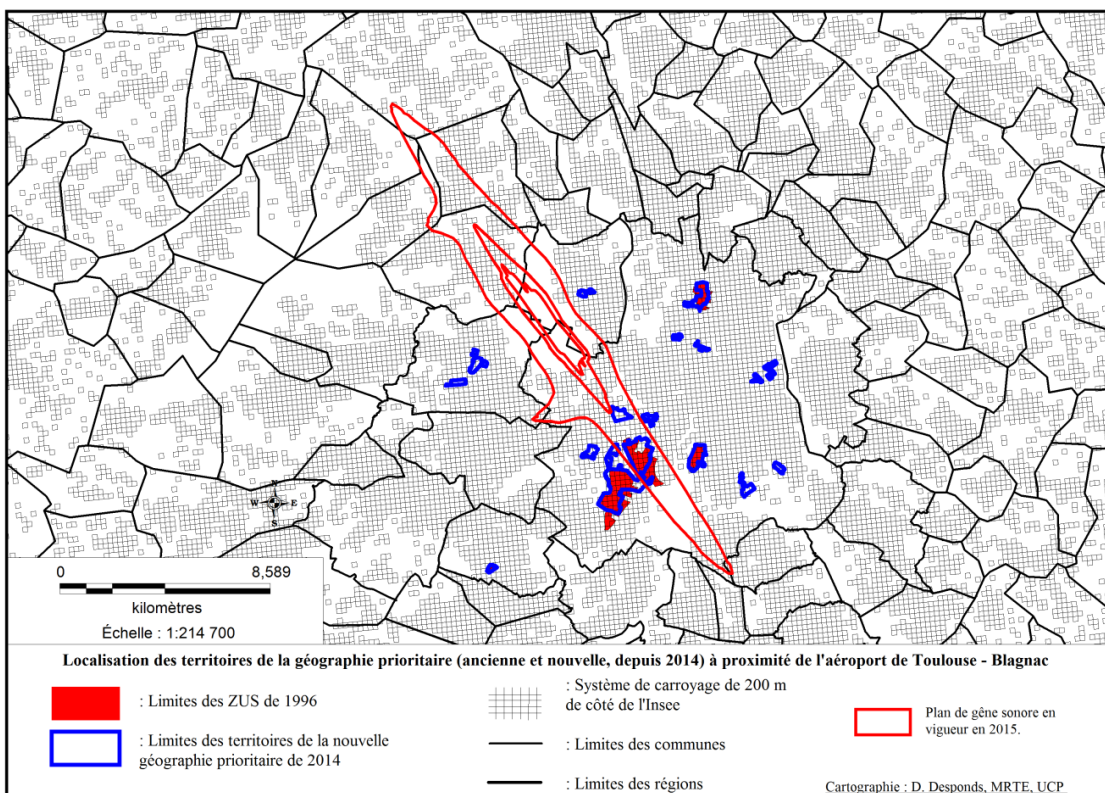 N
W E
S
0 8,589
kilomètres
Échelle : 1:214 700
Localisation des territoires de la géographie prioritaire (ancienne et nouvelle, depuis 2014) à proximité de l'aéroport de Toulouse - Blagnac
: Limites des ZUS de 1996
: Limites des territoires de la nouvelle
géographie prioritaire de 2014
: Système de carroyage de 200 m
de côté de l'Insee
: Limites des communes
: Limites des régions
Plan de gêne sonore en
vigueur en 2015.
Cartographie : D. Desponds, MRTE, UCP